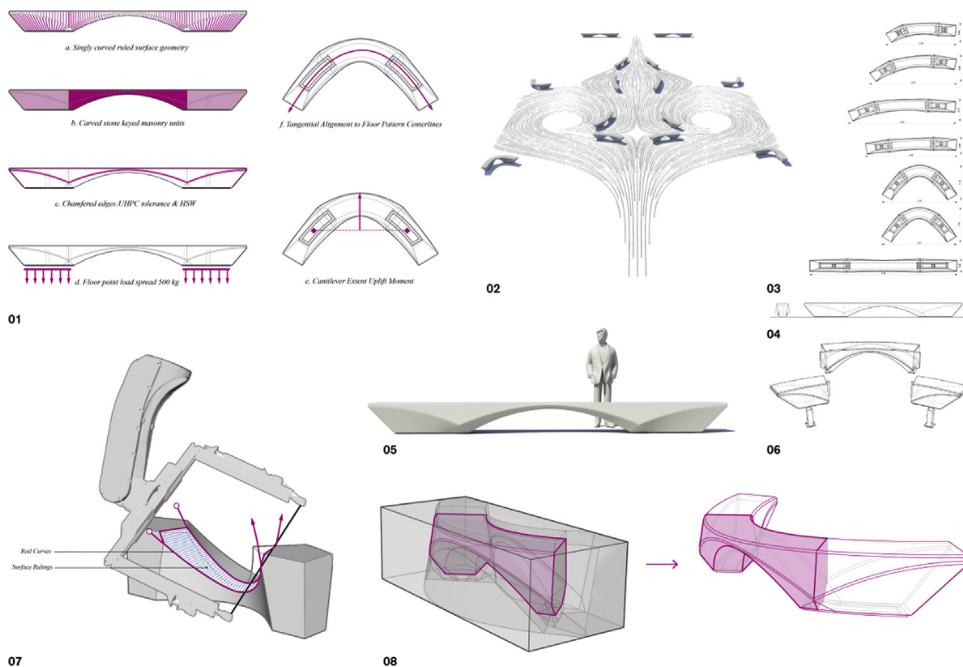 a. Singly curved ruled surface geometry
b. Carved stone keyed masonry units
c. Chamfered edges: UHPC tolerance & HSW
d. Floor point load spread 500 kg
f. Tangential Alignment to Floor Pattern Centerlines
e. Cantilever Extent Uplift Moment
01
02
03
04
05
06
Rail Curves
Surface Rulings
07
08